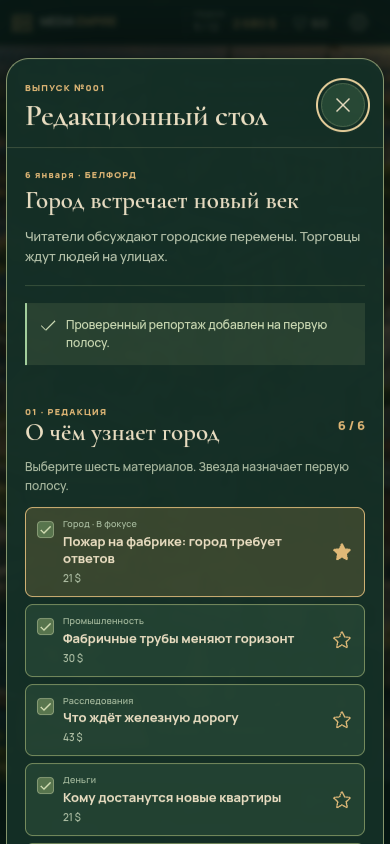 ВЫПУСК №001
Редакционный стол
6 января · БЕЛФОРД
Город встречает новый век
Читатели обсуждают городские перемены. Торговцы
ждут людей на улицах.
Проверенный репортаж добавлен на первую
полосу.
01 · РЕДАКЦИЯ
О чём узнает город
6 / 6
Выберите шесть материалов. Звезда назначает первую
полосу.
Город · В фокусе
Пожар на фабрике: город требует
ответов
21 $
Промышленность
Фабричные трубы меняют горизонт
30 $
Расследования
Что ждёт железную дорогу
43 $
Деньги
Кому достанутся новые квартиры
21 $